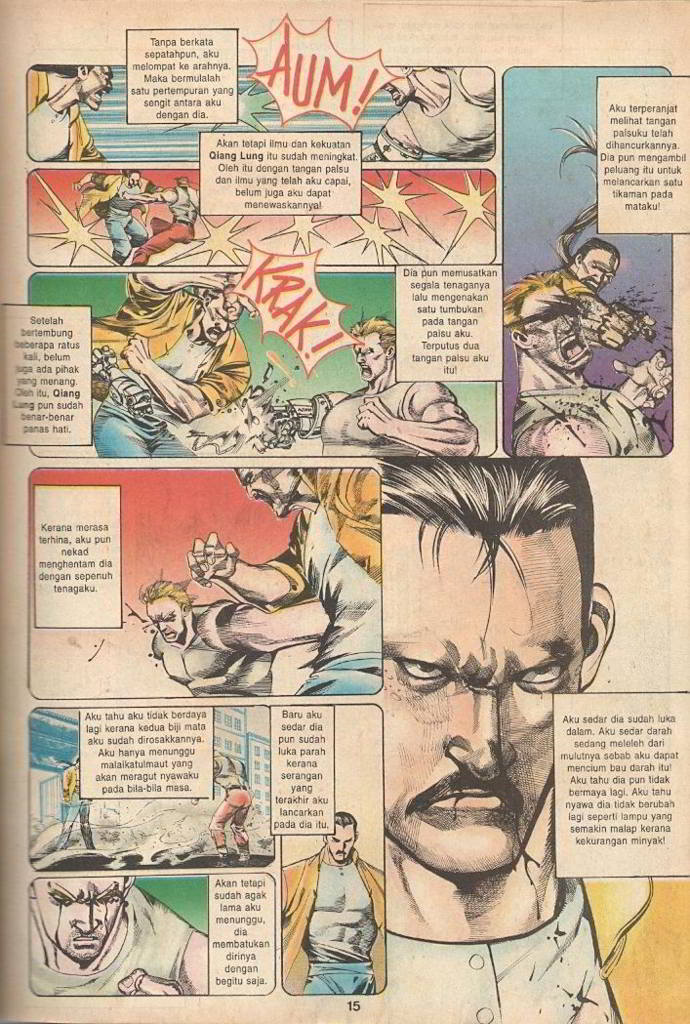 Tanpa berkata
sepatahpun, aku
melompat ke arahnya.
Maka bermulalah
satu pertempuran yang
sengit antara aku
dengan dia.
AUM!
Akan tetapi ilmu dan kekuatan
Qiang Lung itu sudah meningkat.
Oleh itu dengan tangan palsu
dan ilmu yang telah aku capai,
belum juga aku dapat
menewaskannya!
Setelah
bertembung
beberapa ratus
kali, belum
juga ada pihak
yang menang.
Oleh itu, Qiang
Lung pun sudah
benar-benar
panas hati.
KRAK!
Dia pun memusatkan
segala tenaganya
lalu mengenakan
satu tumbukan
pada tangan
palsu aku.
Terputus dua
tangan palsu aku
itu!
Aku terperanjat
melihat tangan
palsuku telah
dihancurkannya.
Dia pun mengambil
peluang itu untuk
melancarkan satu
tikaman pada
mataku!
Kerana merasa
terhina, aku pun
nekad
menghentam dia
dengan sepenuh
tenagaku.
Aku tahu aku tidak berdaya
lagi kerana kedua biji mata
aku sudah dirosakkannya.
Aku hanya menunggu
malaikatulmaut yang
akan meragut nyawaku
pada bila-bila masa.
Baru aku
sedar dia
pun sudah
luka parah
kerana
serangan
yang
terakhir aku
lancarkan
pada dia itu.
Aku sedar dia sudah luka
dalam. Aku sedar darah
sedang meleleh dari
mulutnya sebab aku dapat
mencium bau darah itu!
Aku tahu dia pun tidak
bermaya lagi. Aku tahu
nyawa dia tidak berubah
lagi seperti lampu yang
semakin malap kerana
kekurangan minyak!
Akan tetapi
sudah agak
lama aku
menunggu,
dia
membatukan
dirinya
dengan
begitu saja.
15